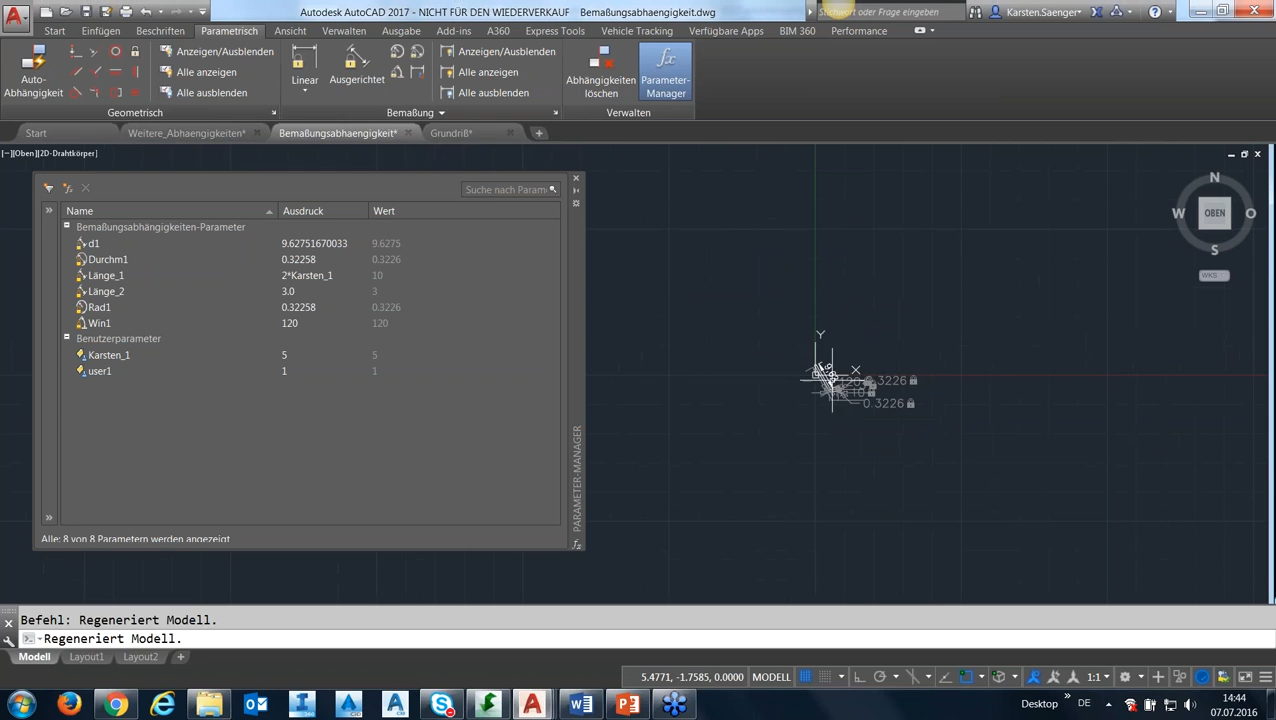 Autodesk AutoCAD 2017 - NICHT FÜR DEN WIEDERVERKAUF Bemaßungsabhaengigkeit.dwg
Stichwort oder Frage eingeben
Karsten.Saenger
Start Einfügen Beschriften Parametrisch Ansicht Verwalten Ausgabe Add-ins A360 Express Tools Vehicle Tracking Verfügbare Apps BIM 360 Performance
Auto-Abhängigkeit
Anzeigen/Ausblenden
Alle anzeigen
Alle ausblenden
Linear
Ausgerichtet
Anzeigen/Ausblenden
Alle anzeigen
Alle ausblenden
Abhängigkeiten löschen
Parameter-Manager
Geometrisch
Bemaßung
Verwalten
Start Weitere_Abhaengigkeiten* Bemaßungsabhaengigkeit* Grundriß*
[−][Oben][2D-Drahtkörper]
Suche nach Param
Name Ausdruck Wert
Bemaßungsabhängigkeiten-Parameter
d1 9.62751670033 9.6275
Durchm1 0.32258 0.3226
Länge_1 2*Karsten_1 10
Länge_2 3.0 3
Rad1 0.32258 0.3226
Win1 120 120
Benutzerparameter
Karsten_1 5 5
user1 1 1
Alle: 8 von 8 Parametern werden angezeigt
PARAMETER-MANAGER
N
W OBEN O
S
WKS
Y
X
0.3226
0.3226
Befehl: Regeneriert Modell.
Regeneriert Modell.
Modell Layout1 Layout2
5.4771, -1.7585, 0.0000 MODELL
1:1
Desktop
DE
14:44
07.07.2016